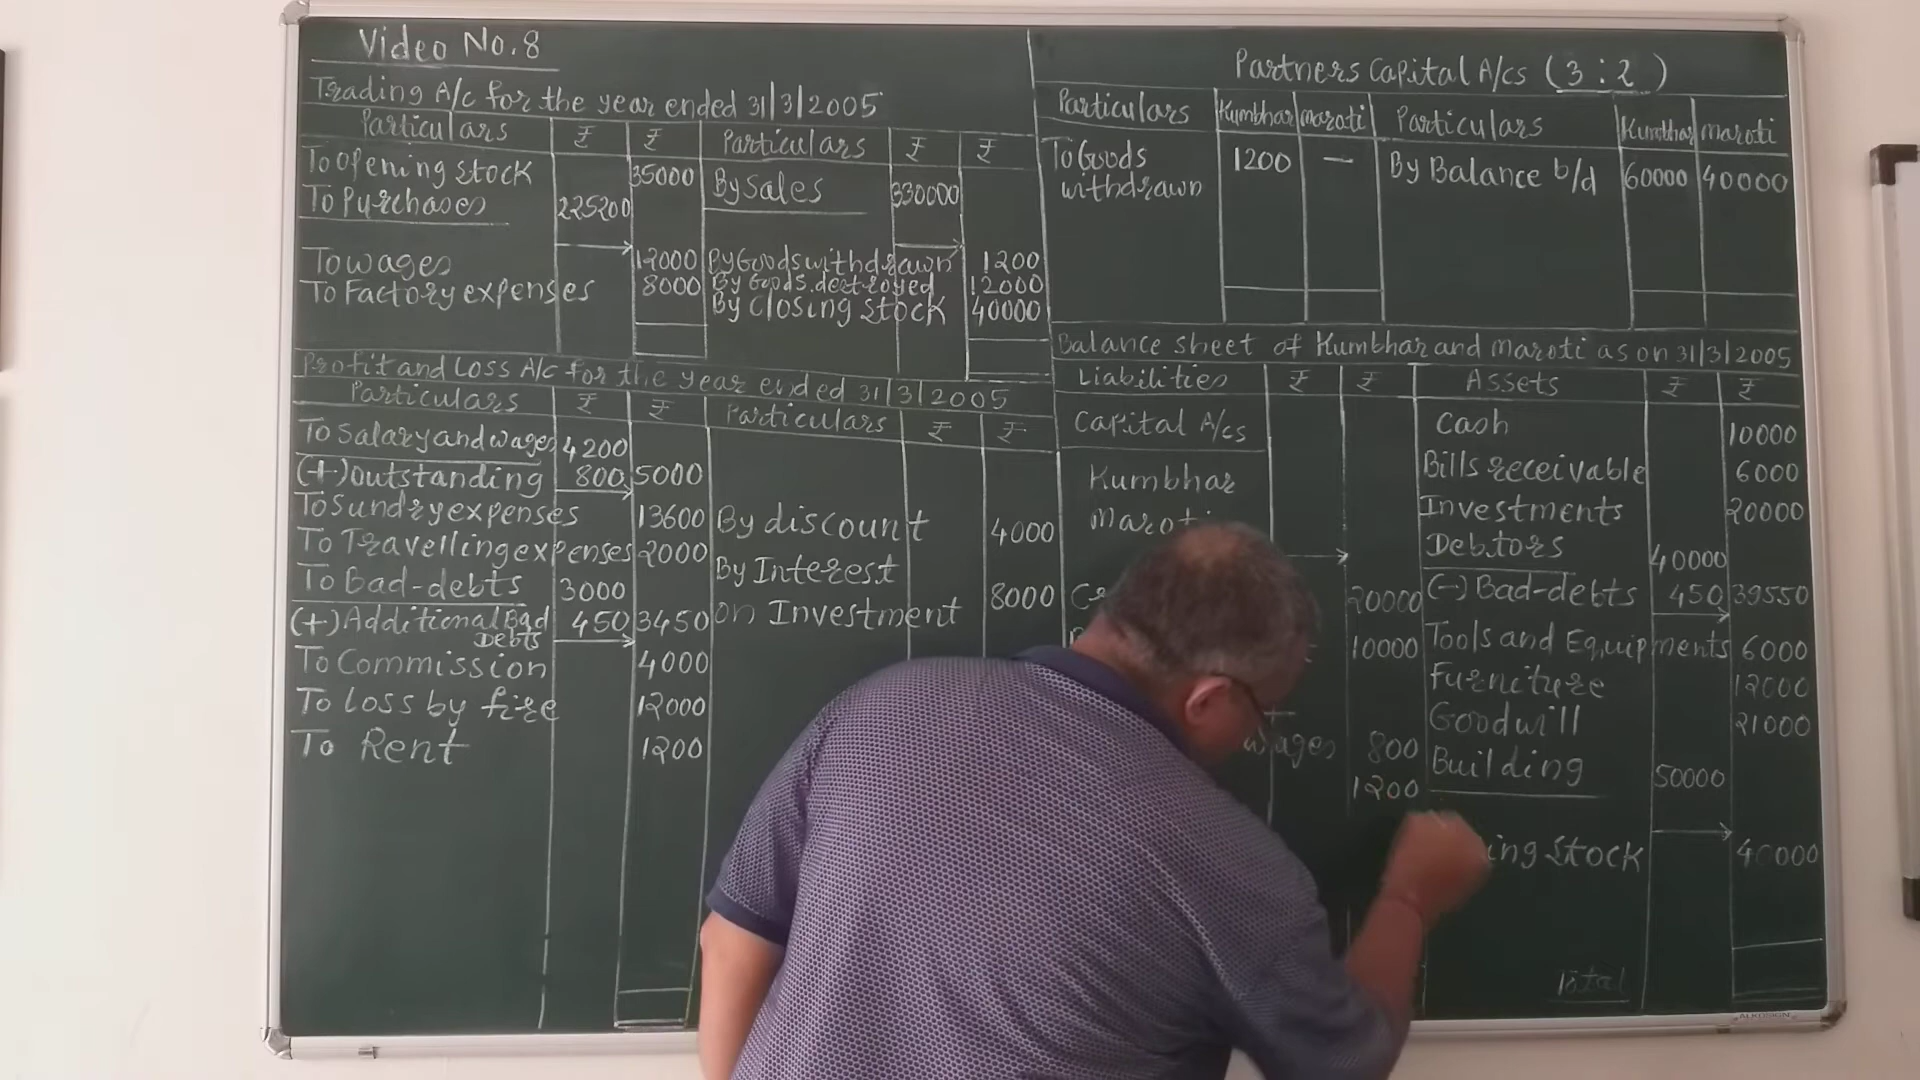 Video No.8
Trading A/c for the year ended 31/3/2005
Particulars ₹ ₹ Particulars ₹ ₹
To Opening stock 35000 By Sales 330000
To Purchases 225200
To wages 12000 By Goods withdrawn 1200
To Factory expenses 8000 By Goods destroyed 12000
By Closing stock 40000
Profit and Loss A/c for the year ended 31/3/2005
Particulars ₹ ₹ Particulars ₹ ₹
To Salary and wages 4200
(+) outstanding 800 5000
To Sundry expenses 13600 By discount 4000
To Travelling expenses 2000 By Interest
To Bad-debts 3000
(+) Additional Bad 450 3450 on Investment 8000
Debts
To Commission 4000
To Loss by fire 12000
To Rent 1200
Partners Capital A/cs (3:2)
Particulars Kumbhar maroti Particulars Kumbhar maroti
To Goods 1200 — By Balance b/d 60000 40000
withdrawn
Balance sheet of Kumbhar and Maroti as on 31/3/2005
Liabilities ₹ ₹ Assets ₹ ₹
Capital A/cs Cash 10000
Kumbhar Bills receivable 6000
Investments 20000
Debtors 40000
20000 (-) Bad-debts 450 39550
10000 Tools and Equipments 6000
Furniture 12000
Goodwill 21000
wages 800 Building 50000
1200
Stock 40000
Total
ALKOSIGN